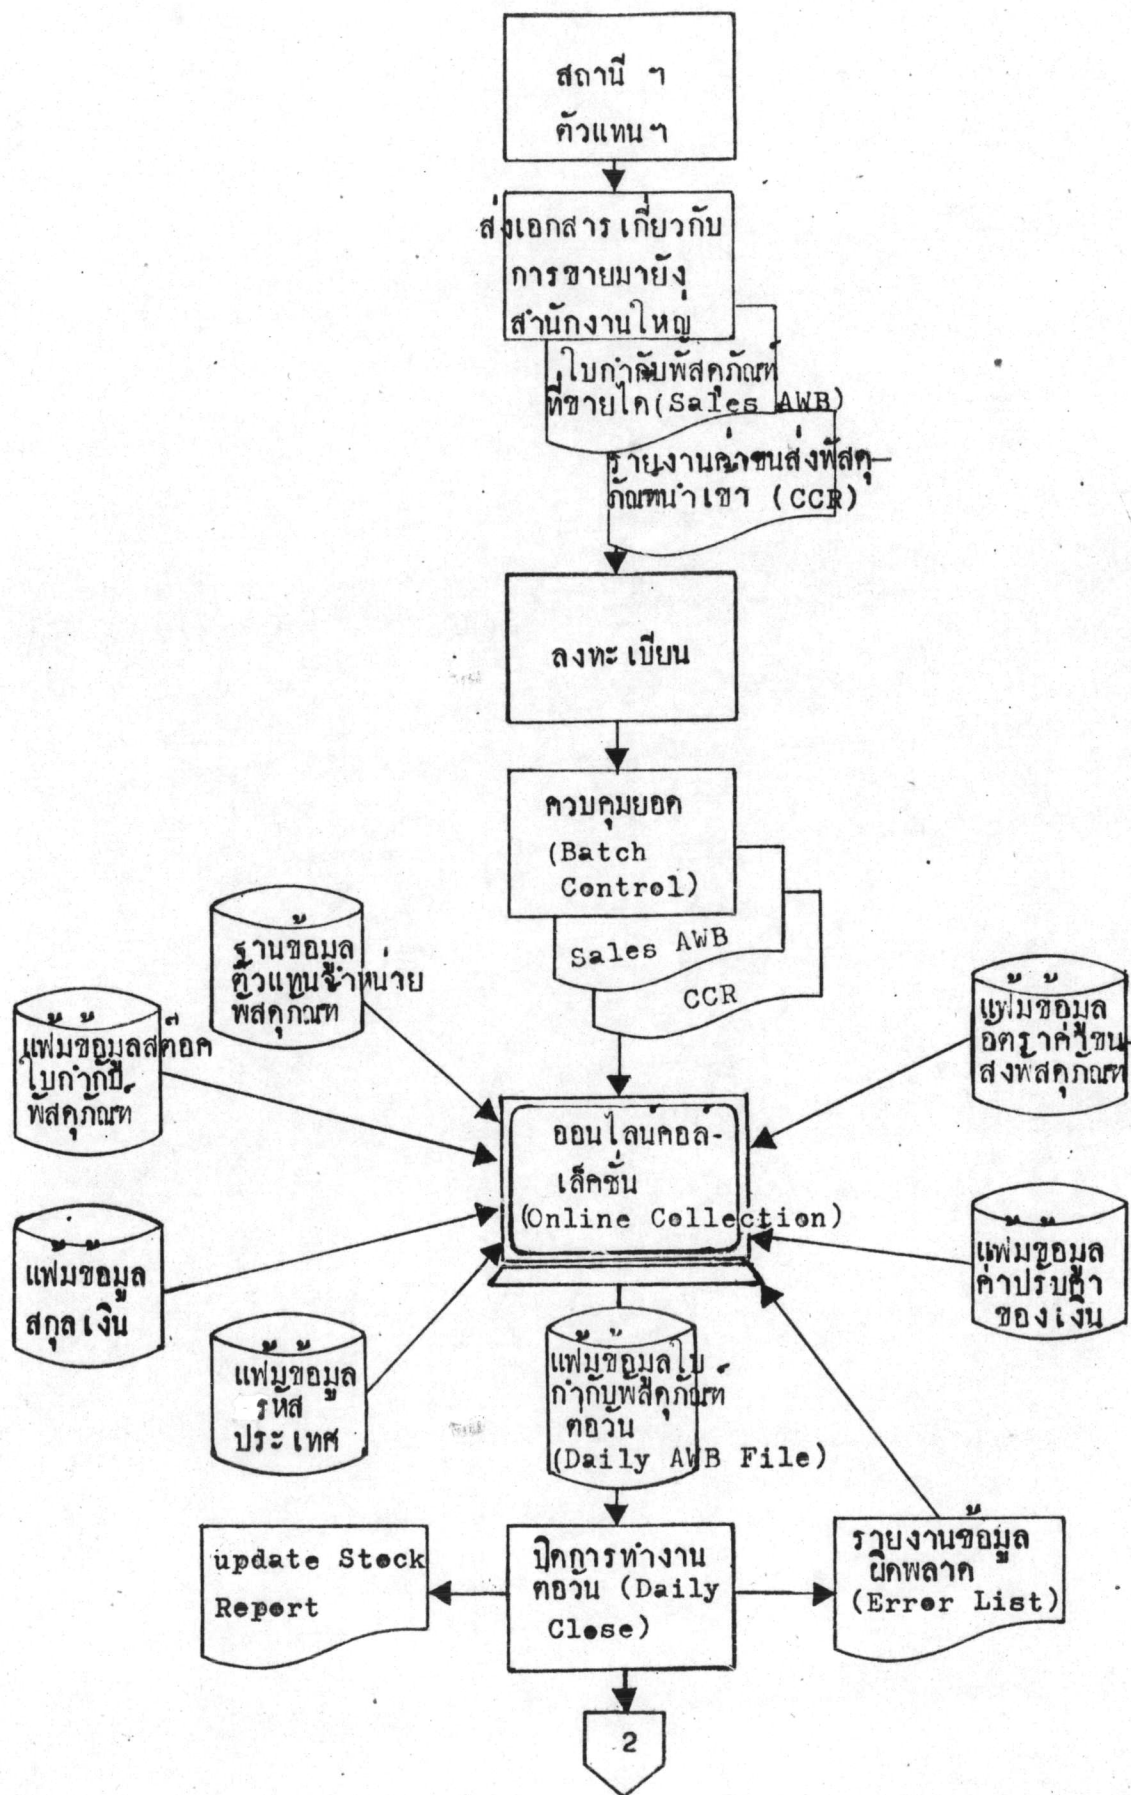 สถานี ฯ
ตัวแทนฯ
ส่งเอกสารเกี่ยวกับ
การขายมายัง
สำนักงานใหญ่
ใบกำกับพัสดุภัณฑ์
ที่ขายได้(Sales AWB)
รายงานค่าขนส่งพัสดุ-
ภัณฑ์นำเข้า (CCR)
ลงทะเบียน
ควบคุมยอด
(Batch
Control)
Sales AWB
CCR
ฐานข้อมูล
ตัวแทนจำหน่าย
พัสดุภัณฑ์
แฟ้มข้อมูลสต๊อค
ใบกำกับ
พัสดุภัณฑ์
แฟ้มข้อมูล
อัตราค่าขน-
ส่งพัสดุภัณฑ์
ออนไลน์คอล-
เล็คชั่น
(Online Collection)
แฟ้มข้อมูล
สกุลเงิน
แฟ้มข้อมูล
ค่าปรับค่า
ของเงิน
แฟ้มข้อมูล
รหัส
ประเทศ
แฟ้มข้อมูลใบ
กำกับพัสดุภัณฑ์
ต่อวัน
(Daily AWB File)
update Stock
Report
ปิดการทำงาน
ต่อวัน (Daily
Close)
รายงานข้อมูล
ผิดพลาด
(Error List)
2